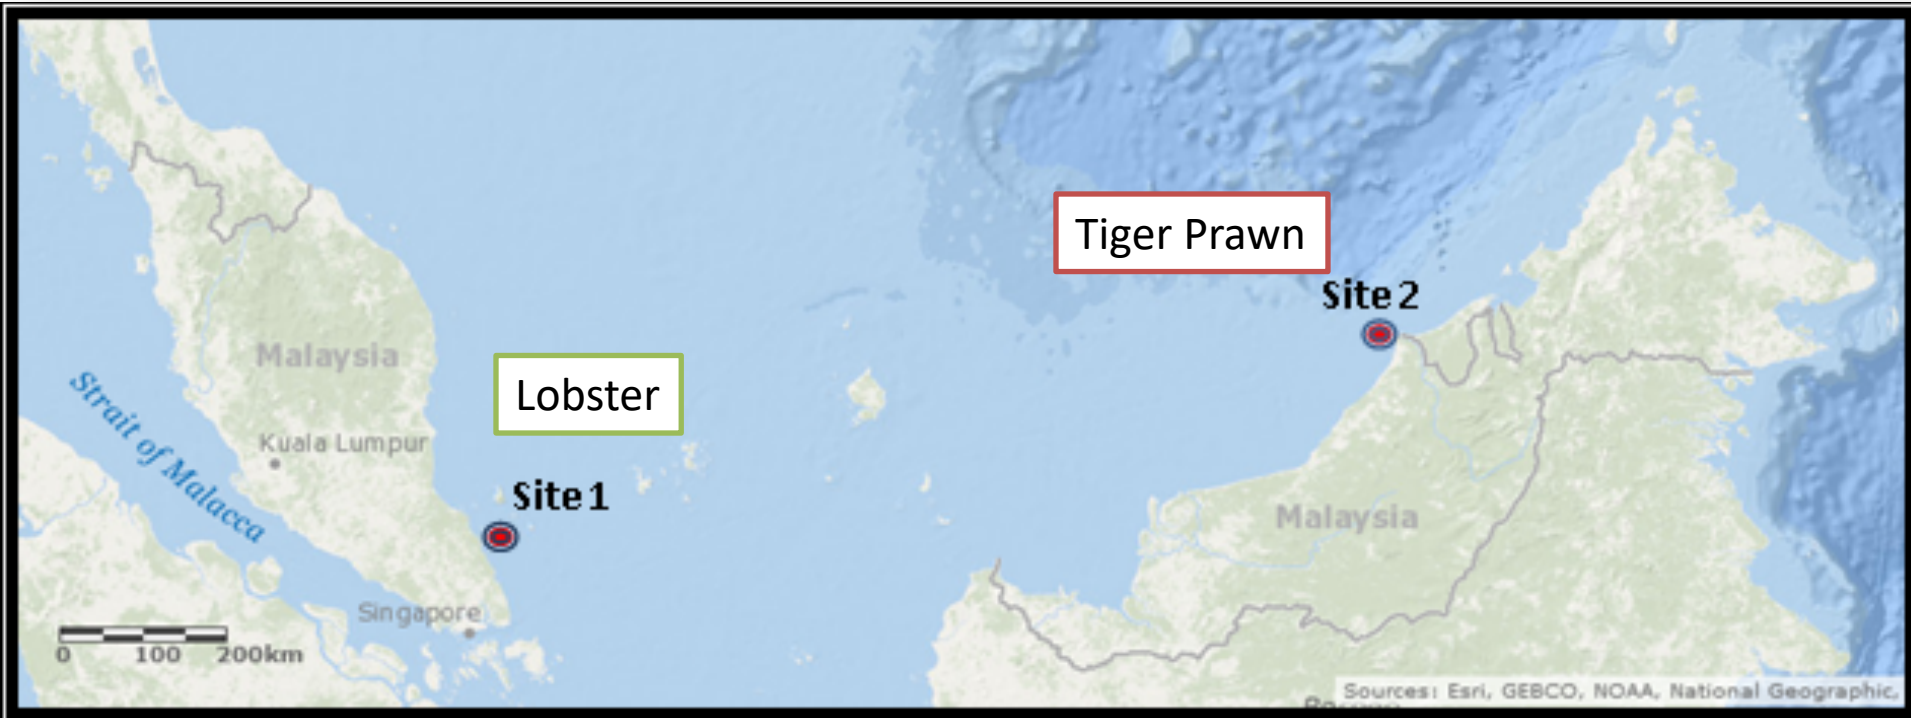 Tiger Prawn
Site 2
Malaysia
Lobster
Strait of Malacca
Kuala Lumpur
Site 1
Malaysia
Singapore
0 100 200km
Sources: Esri, GEBCO, NOAA, National Geographic,